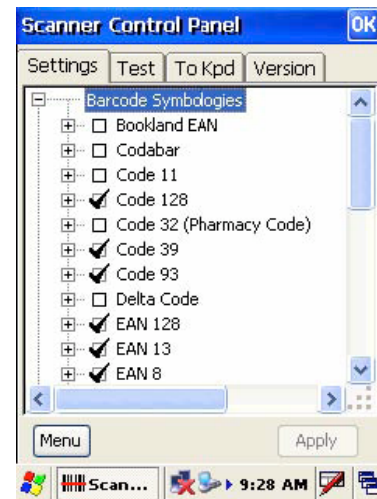 Scanner Control Panel OK
Settings Test To Kpd Version
Barcode Symbologies
Bookland EAN
Codabar
Code 11
Code 128
Code 32 (Pharmacy Code)
Code 39
Code 93
Delta Code
EAN 128
EAN 13
EAN 8
Menu Apply
Scan... 9:28 AM